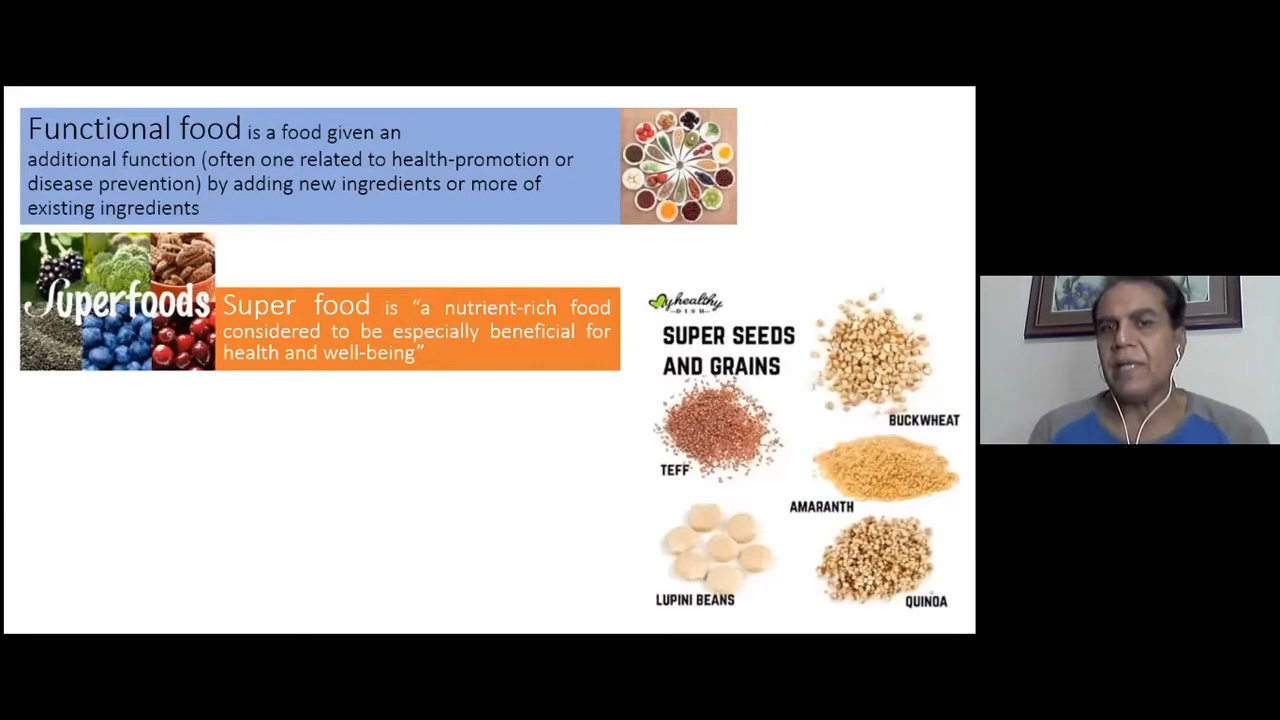 Functional food is a food given an
additional function (often one related to health-promotion or
disease prevention) by adding new ingredients or more of
existing ingredients
Superfoods
Super food is “a nutrient-rich food
considered to be especially beneficial for
health and well-being”
Myhealthy
DISH
SUPER SEEDS
AND GRAINS
BUCKWHEAT
TEFF
AMARANTH
LUPINI BEANS
QUINOA